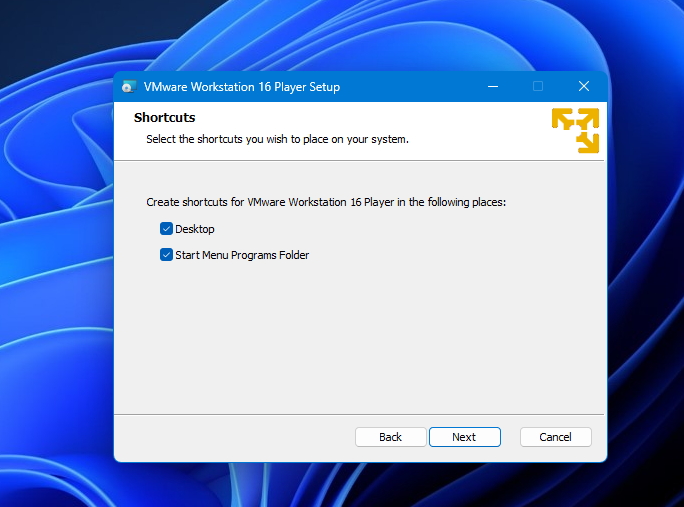 VMware Workstation 16 Player Setup
Shortcuts
Select the shortcuts you wish to place on your system.
Create shortcuts for VMware Workstation 16 Player in the following places:
Desktop
Start Menu Programs Folder
Back Next Cancel